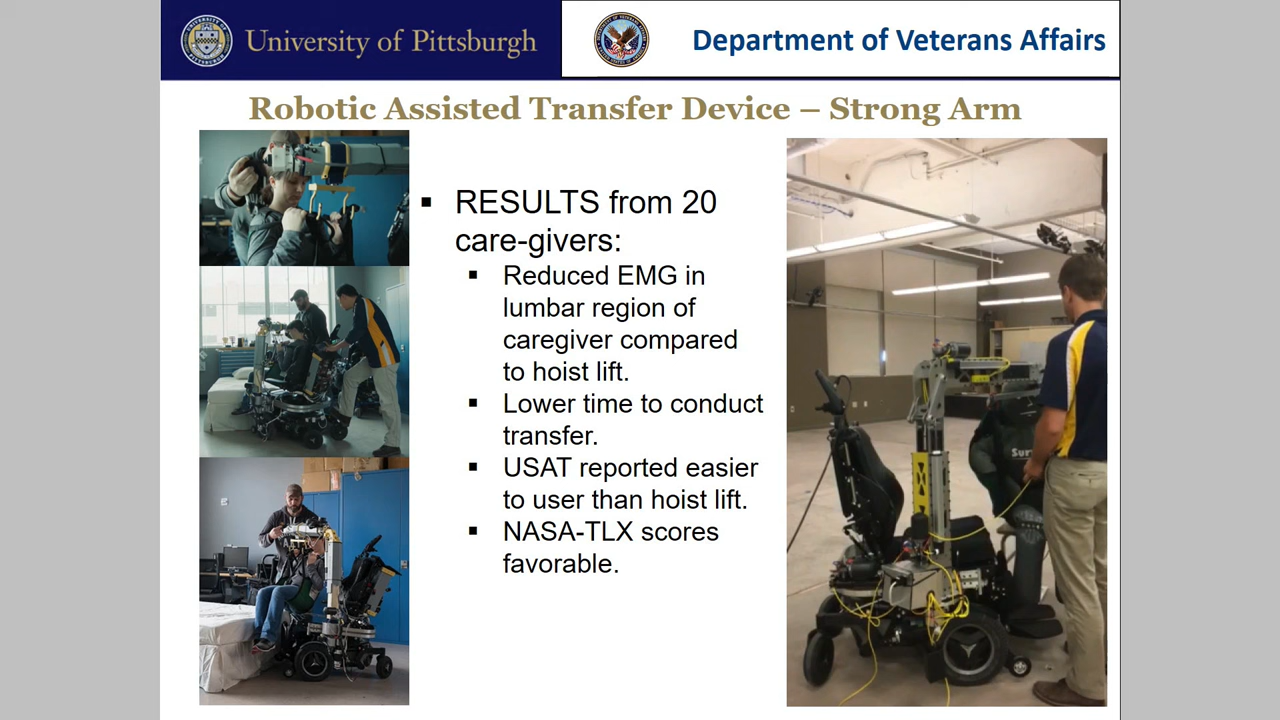 University of Pittsburgh
Department of Veterans Affairs
Robotic Assisted Transfer Device – Strong Arm
▪ RESULTS from 20
care-givers:
▪ Reduced EMG in
lumbar region of
caregiver compared
to hoist lift.
▪ Lower time to conduct
transfer.
▪ USAT reported easier
to user than hoist lift.
▪ NASA-TLX scores
favorable.